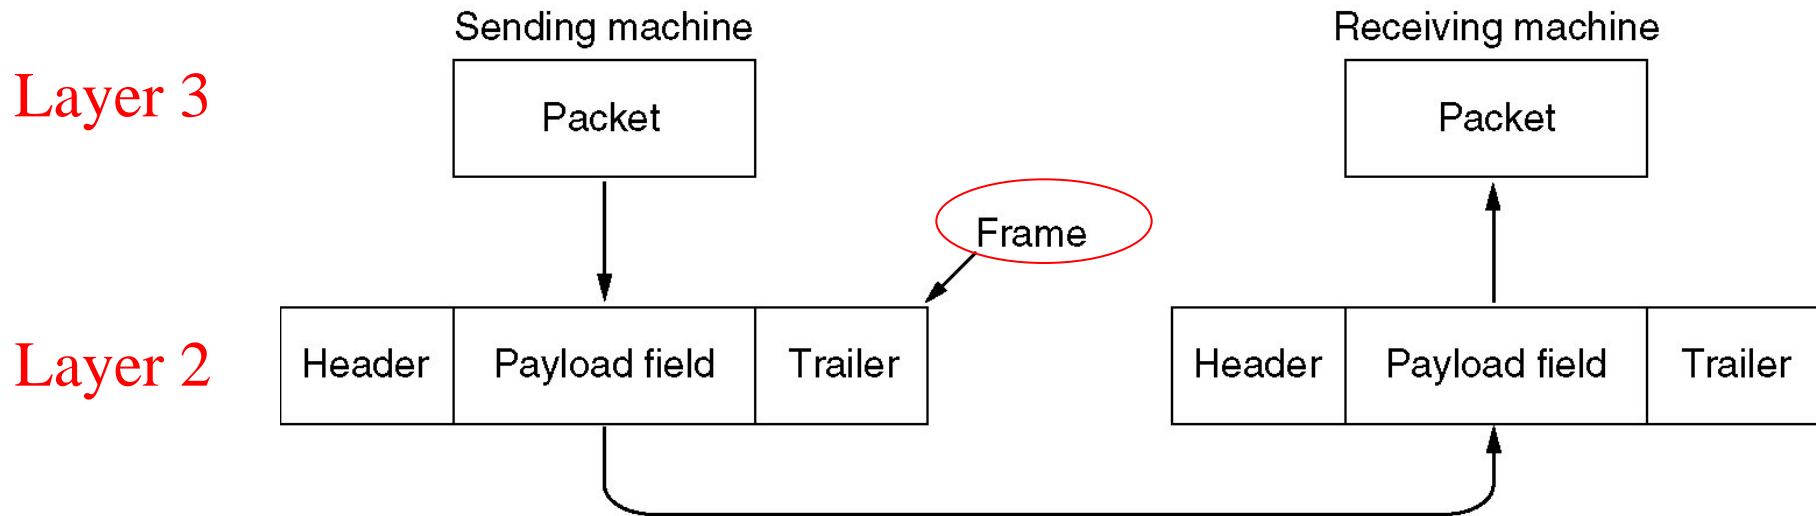 Sending machine
Receiving machine
Layer 3
Packet
Packet
Frame
Layer 2
Header
Payload field
Trailer
Header
Payload field
Trailer